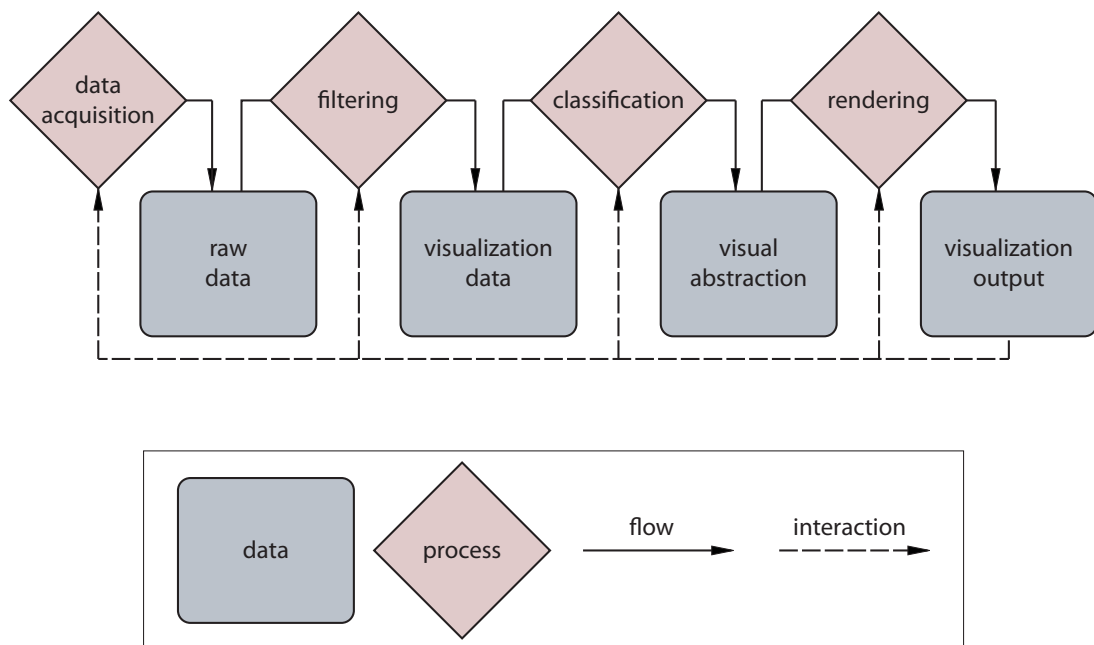 data
acquisition
filtering
classification
rendering
raw
data
visualization
data
visual
abstraction
visualization
output
data
process
flow
interaction